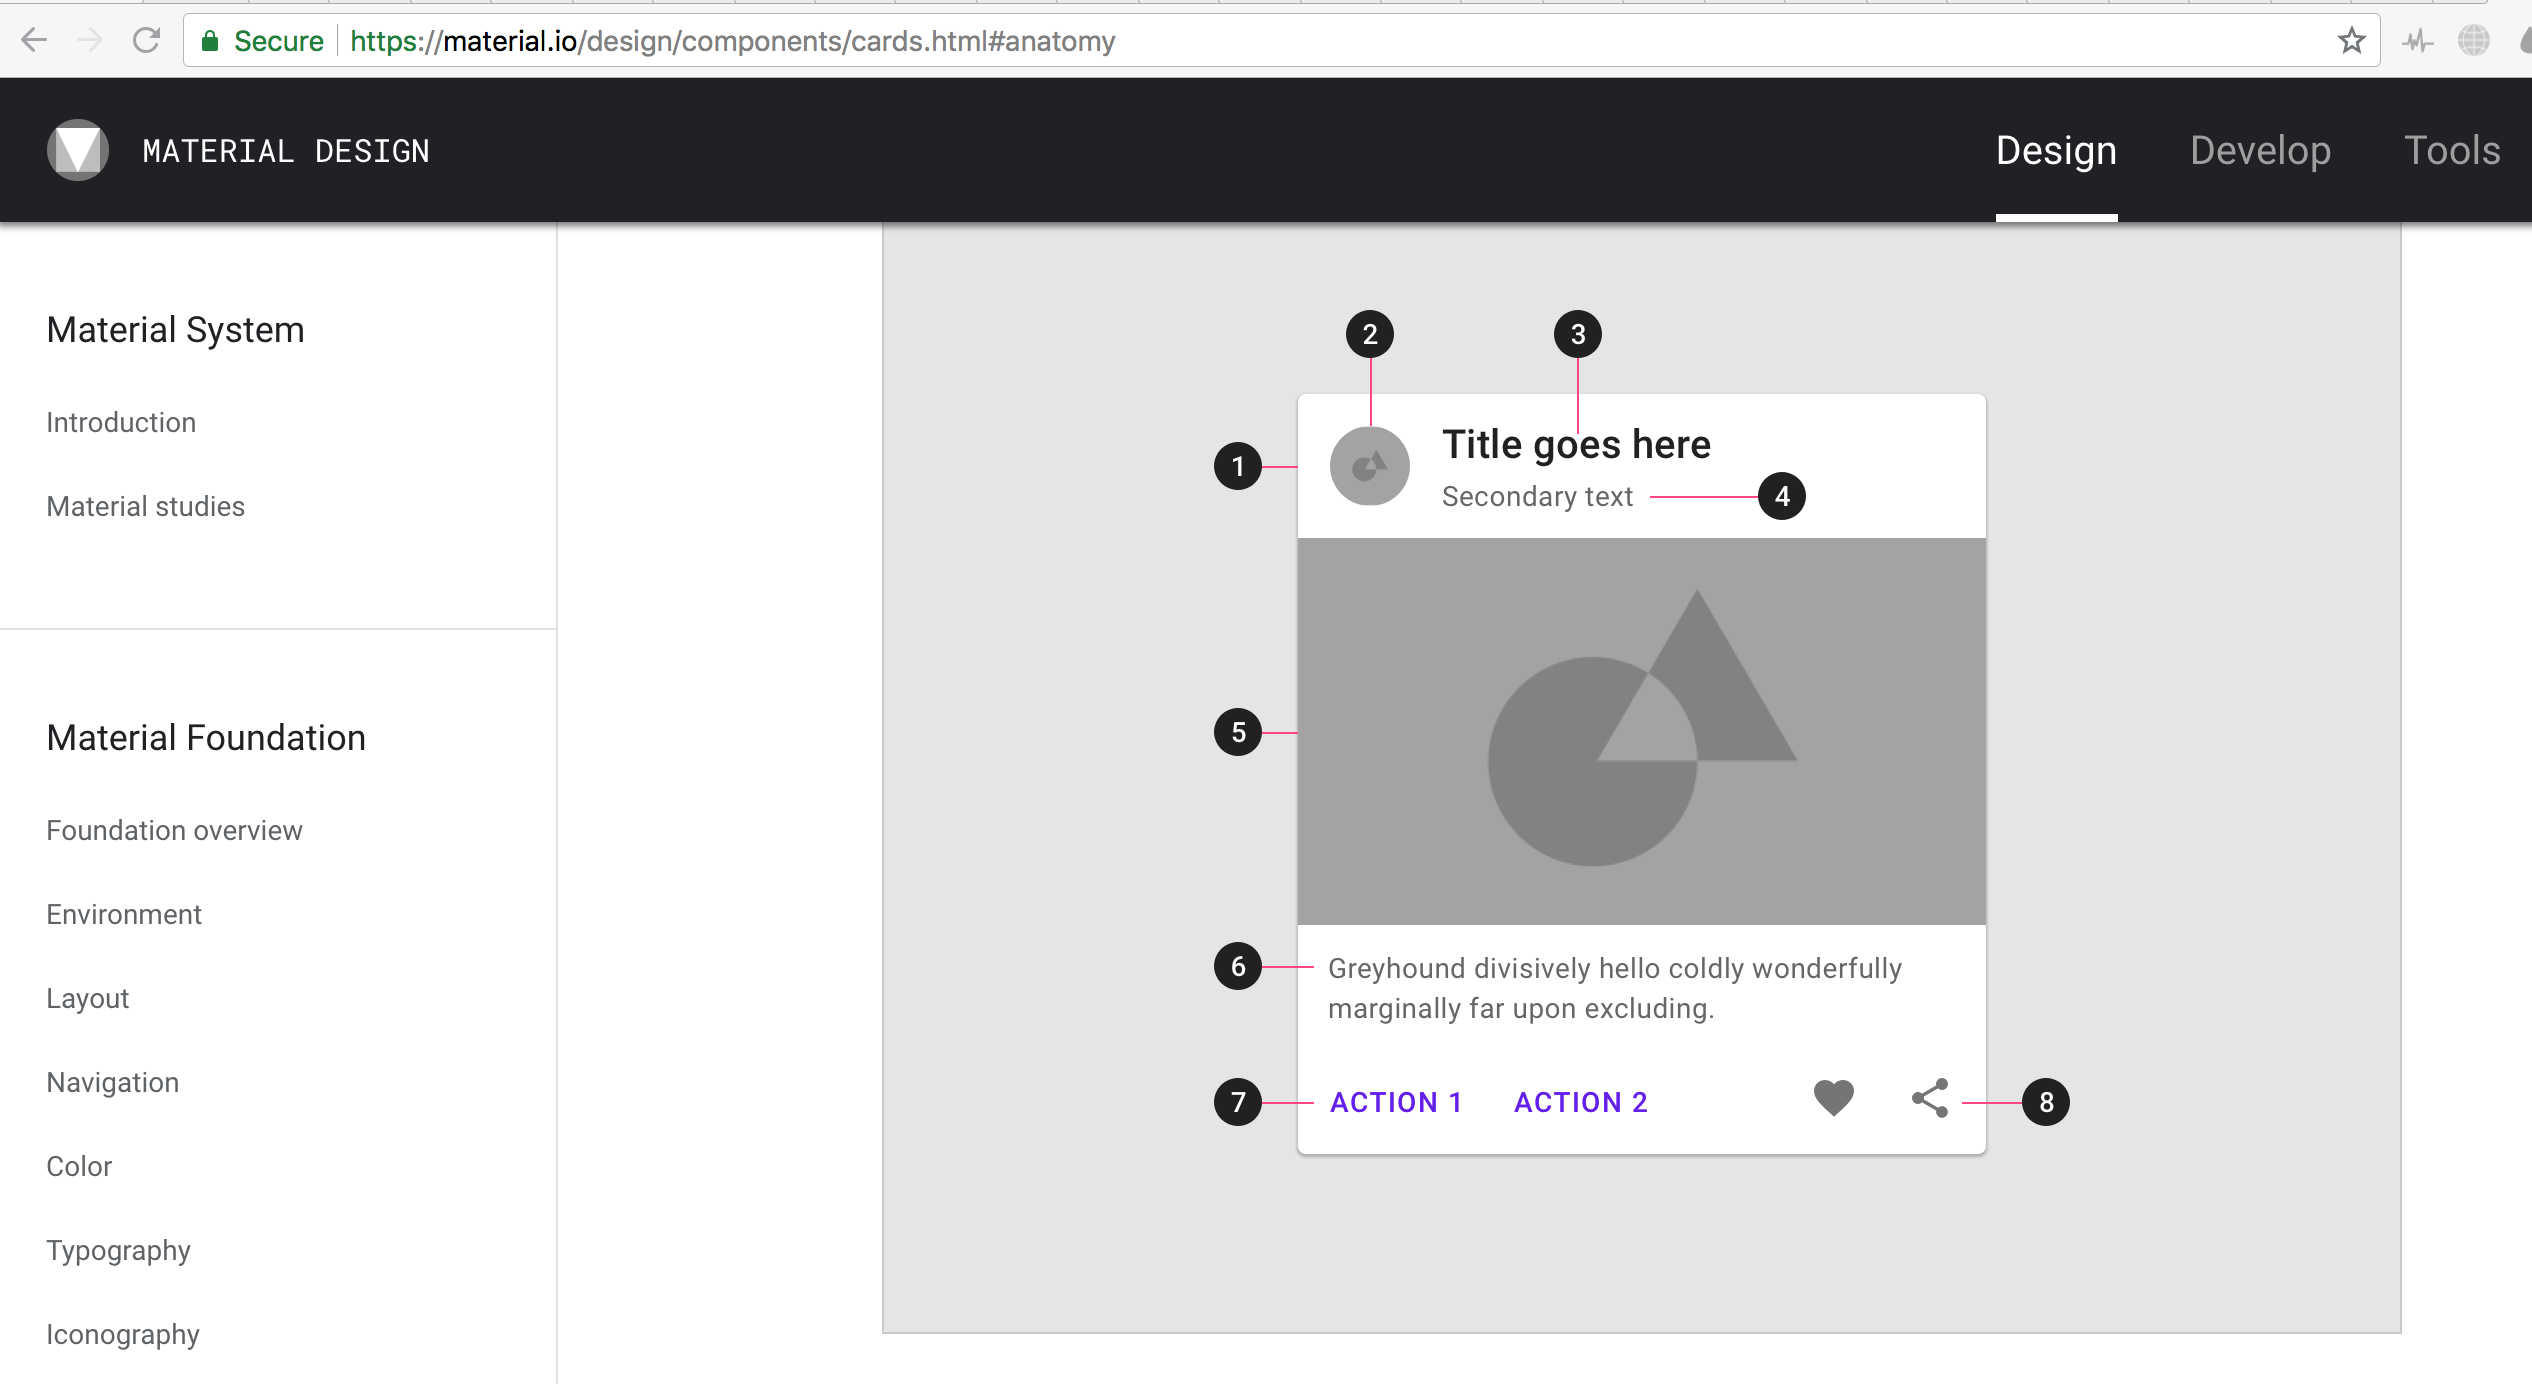 Secure https://material.io/design/components/cards.html#anatomy
MATERIAL DESIGN
Design Develop Tools
Material System
Introduction
Material studies
Material Foundation
Foundation overview
Environment
Layout
Navigation
Color
Typography
Iconography
2 3
1 Title goes here
Secondary text 4
5
6 Greyhound divisively hello coldly wonderfully
marginally far upon excluding.
7 ACTION 1 ACTION 2 8